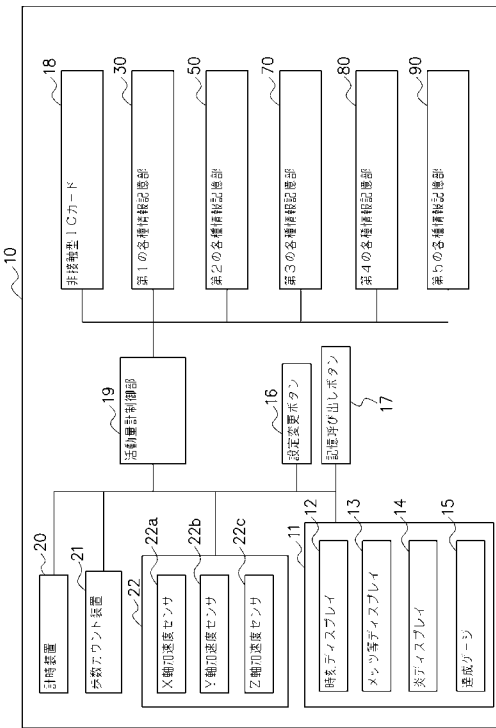 10
非接触型ICカード
18
第1の各種情報記憶部
30
第2の各種情報記憶部
50
第3の各種情報記憶部
70
第4の各種情報記憶部
80
第5の各種情報記憶部
90
活動量計制御部
19
設定変更ボタン
16
記憶呼び出しボタン
17
計時装置
20
歩数カウント装置
21
22
X軸加速度センサ
22a
Y軸加速度センサ
22b
Z軸加速度センサ
22c
11
時刻ディスプレイ
12
メッツ等ディスプレイ
13
炎ディスプレイ
14
達成ゲージ
15